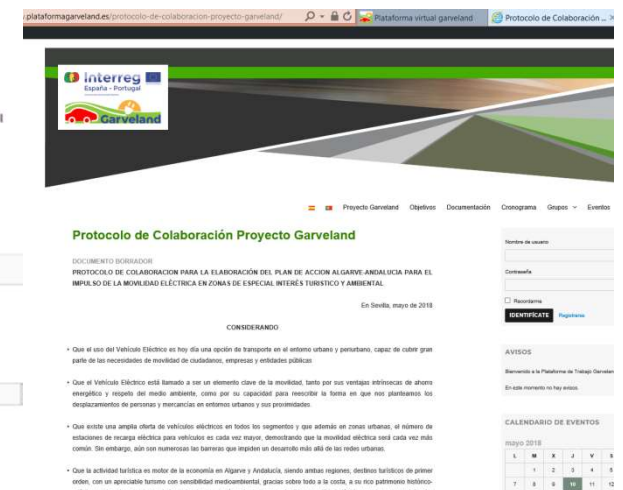 .plataformagarveland.es/protocolo-de-colaboracion-proyecto-garveland/
Plataforma virtual garveland
Protocolo de Colaboración ...
Interreg
España - Portugal
Garveland
Proyecto Garveland Objetivos Documentación Cronograma Grupos Eventos
Protocolo de Colaboración Proyecto Garveland
DOCUMENTO BORRADOR
PROTOCOLO DE COLABORACION PARA LA ELABORACIÓN DEL PLAN DE ACCION ALGARVE-ANDALUCIA PARA EL
IMPULSO DE LA MOVILIDAD ELÉCTRICA EN ZONAS DE ESPECIAL INTERÉS TURISTICO Y AMBIENTAL
En Sevilla, mayo de 2018
CONSIDERANDO
• Que el uso del Vehículo Eléctrico es hoy día una opción de transporte en el entorno urbano y periurbano, capaz de cubrir gran
parte de las necesidades de movilidad de ciudadanos, empresas y entidades públicas
• Que el Vehículo Eléctrico está llamado a ser un elemento clave de la movilidad, tanto por sus ventajas intrínsecas de ahorro
energético y respeto del medio ambiente, como por su capacidad para reescribir la forma en que nos planteamos los
desplazamientos de personas y mercancías en entornos urbanos y sus proximidades
• Que existe una amplia oferta de vehículos eléctricos en todos los segmentos y que además en zonas urbanas, el número de
estaciones de recarga eléctrica para vehículos es cada vez mayor, demostrando que la movilidad eléctrica será cada vez más
común. Sin embargo, aún son numerosas las barreras que impiden un desarrollo más allá de las redes urbanas.
• Que la actividad turística es motor de la economía en Algarve y Andalucía, siendo ambas regiones, destinos turísticos de primer
orden, con un apreciable turismo con sensibilidad medioambiental, gracias sobre todo a la costa, a su rico patrimonio histórico-
Nombre de usuario
Contraseña
Recordarme
IDENTIFÍCATE Registrarse
AVISOS
Bienvenido a la Plataforma de Trabajo Garveland
En este momento no hay avisos.
CALENDARIO DE EVENTOS
mayo 2018
L M X J V S
1 2 3 4 5
7 8 9 10 11 12